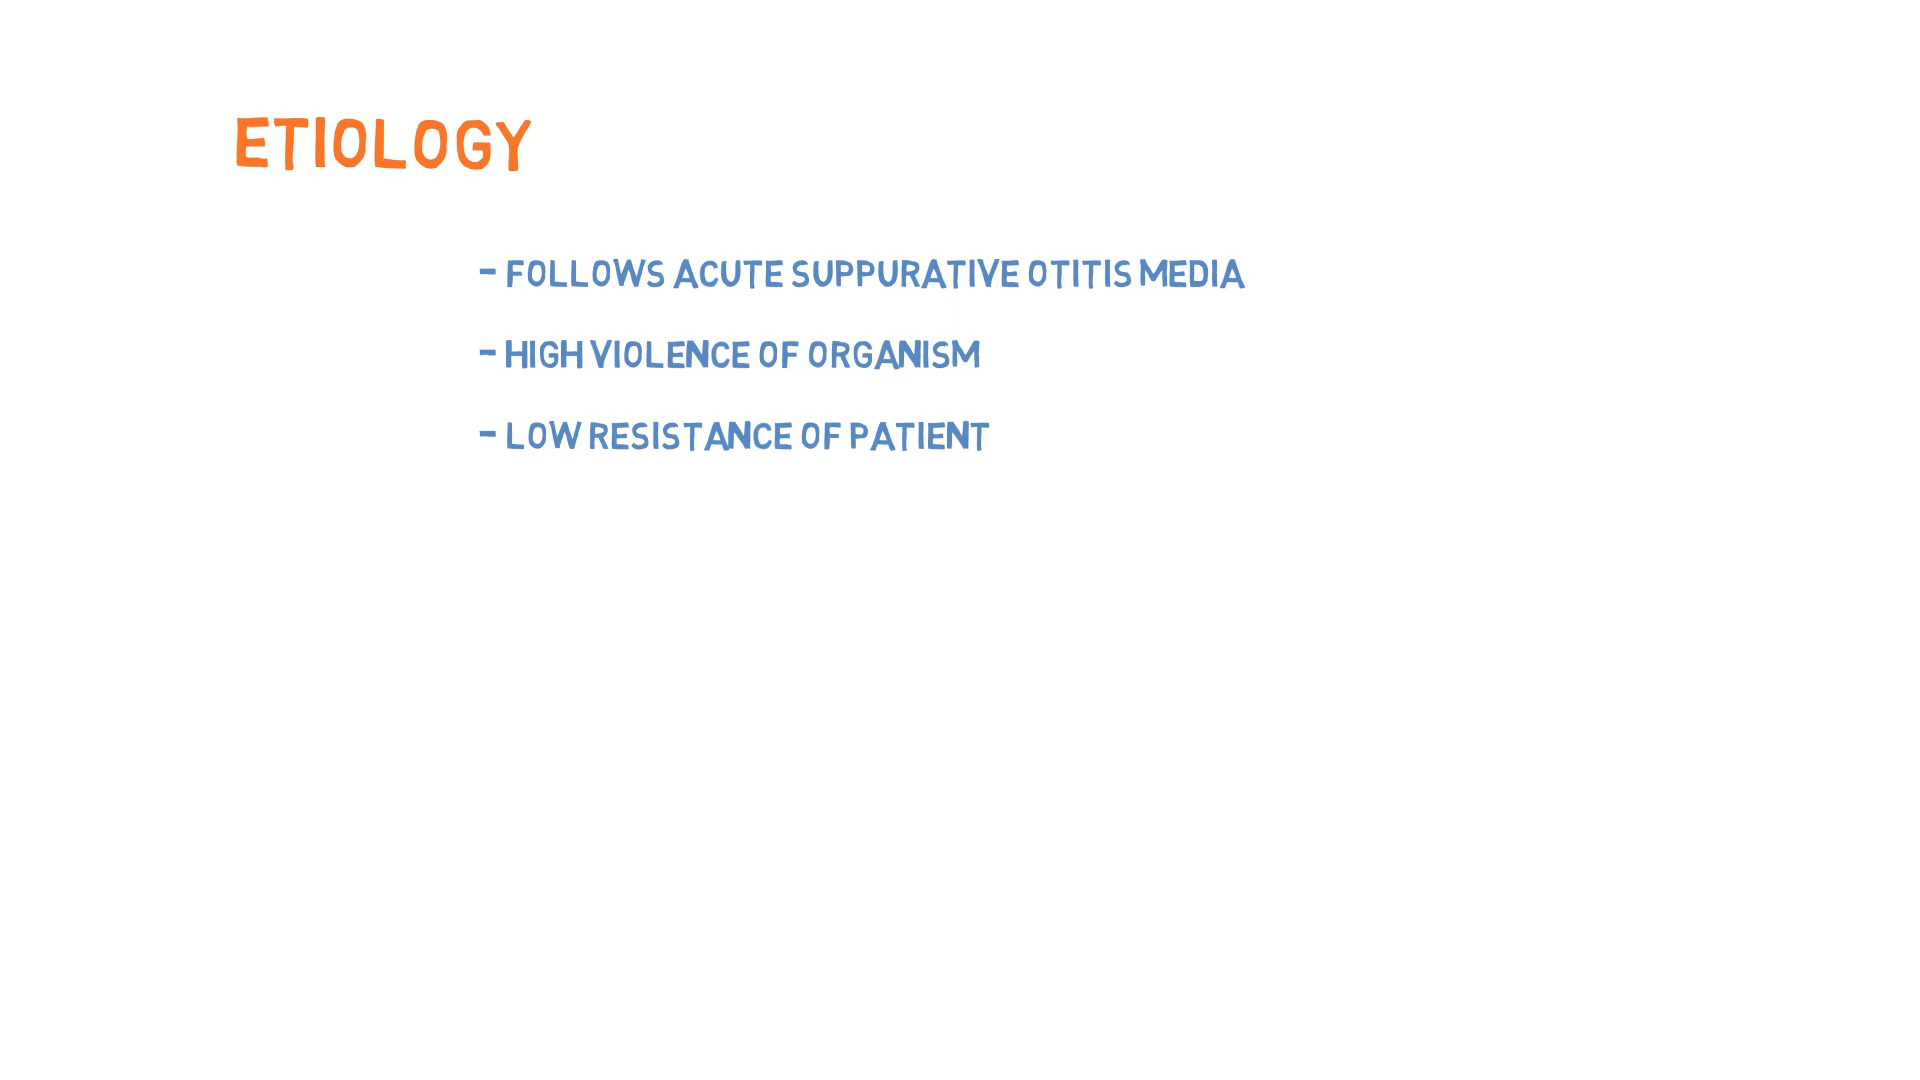 ETIOLOGY
- FOLLOWS ACUTE SUPPURATIVE OTITIS MEDIA
- HIGH VIOLENCE OF ORGANISM
- LOW RESISTANCE OF PATIENT